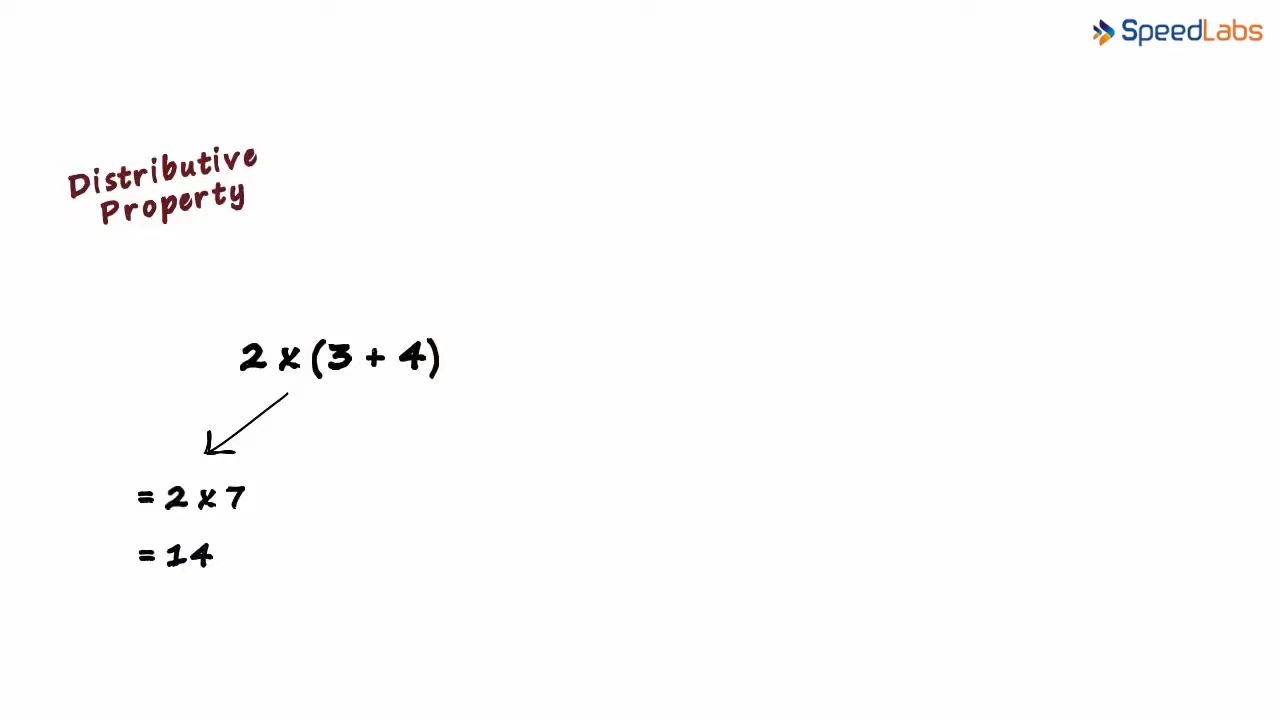 SpeedLabs
Distributive
Property
2 x (3 + 4)
= 2 x 7
= 14